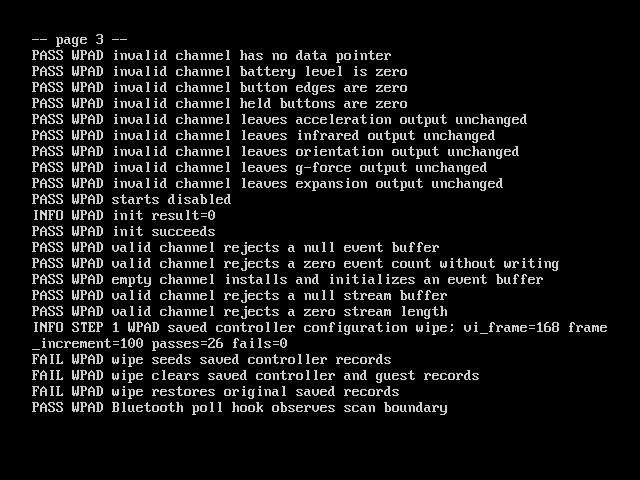 -- page 3 --
PASS WPAD invalid channel has no data pointer
PASS WPAD invalid channel battery level is zero
PASS WPAD invalid channel button edges are zero
PASS WPAD invalid channel held buttons are zero
PASS WPAD invalid channel leaves acceleration output unchanged
PASS WPAD invalid channel leaves infrared output unchanged
PASS WPAD invalid channel leaves orientation output unchanged
PASS WPAD invalid channel leaves g-force output unchanged
PASS WPAD invalid channel leaves expansion output unchanged
PASS WPAD starts disabled
INFO WPAD init result=0
PASS WPAD init succeeds
PASS WPAD valid channel rejects a null event buffer
PASS WPAD valid channel rejects a zero event count without writing
PASS WPAD empty channel installs and initializes an event buffer
PASS WPAD valid channel rejects a null stream buffer
PASS WPAD valid channel rejects a zero stream length
INFO STEP 1 WPAD saved controller configuration wipe; vi_frame=168 frame
_increment=100 passes=26 fails=0
FAIL WPAD wipe seeds saved controller records
FAIL WPAD wipe clears saved controller and guest records
FAIL WPAD wipe restores original saved records
PASS WPAD Bluetooth poll hook observes scan boundary